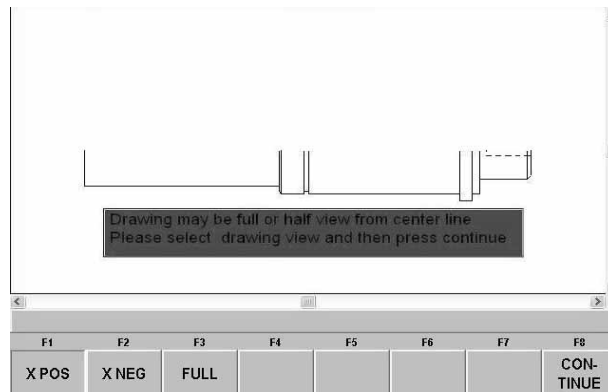 Drawing may be full or half view from center line
Please select drawing view and then press continue
F1 F2 F3 F4 F5 F6 F7 F8
X POS X NEG FULL CON-
TINUE